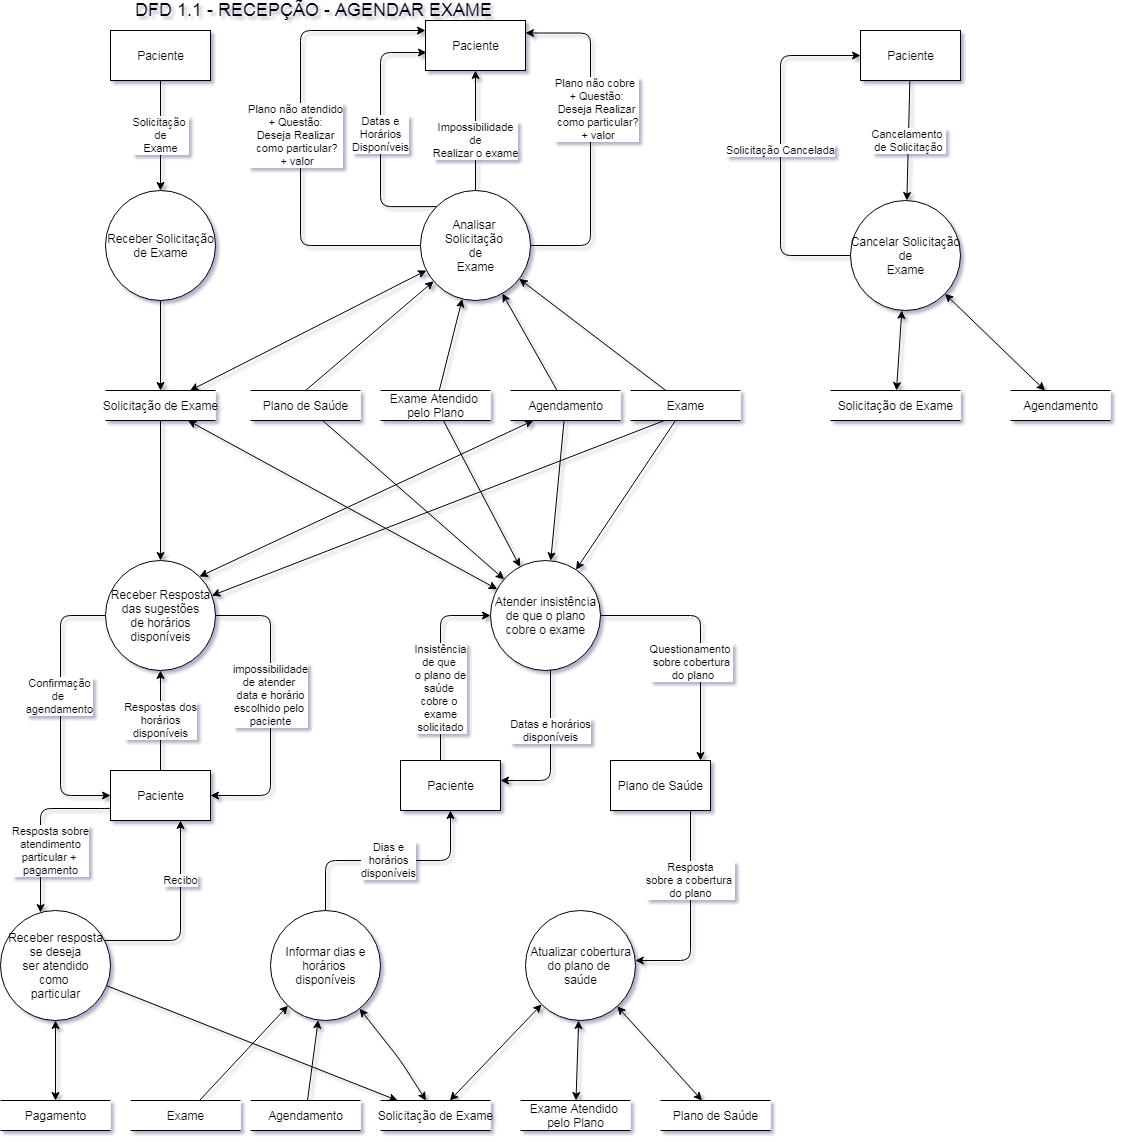 DFD 1.1 - RECEPÇÃO - AGENDAR EXAME
Paciente
Paciente
Paciente
Solicitação
de
Exame
Plano não atendido
+ Questão:
Deseja Realizar
como particular?
+ valor
Datas e
Horários
Disponíveis
Impossibilidade
de
Realizar o exame
Plano não cobre
+ Questão:
Deseja Realizar
como particular?
+ valor
Solicitação Cancelada
Cancelamento
de Solicitação
Receber Solicitação
de Exame
Analisar
Solicitação
de
Exame
Cancelar Solicitação
de
Exame
Solicitação de Exame
Plano de Saúde
Exame Atendido
pelo Plano
Agendamento
Exame
Solicitação de Exame
Agendamento
Receber Resposta
das sugestões
de horários
disponíveis
Atender insistência
de que o plano
cobre o exame
Confirmação
de
agendamento
Respostas dos
horários
disponíveis
impossibilidade
de atender
data e horário
escolhido pelo
paciente
Insistência
de que
o plano de
saúde
cobre o
exame
solicitado
Datas e horários
disponíveis
Questionamento
sobre cobertura
do plano
Paciente
Paciente
Plano de Saúde
Resposta sobre
atendimento
particular +
pagamento
Recibo
Dias e
horários
disponíveis
Resposta
sobre a cobertura
do plano
Receber resposta
se deseja
ser atendido
como
particular
Informar dias e
horários
disponíveis
Atualizar cobertura
do plano de
saúde
Pagamento
Exame
Agendamento
Solicitação de Exame
Exame Atendido
pelo Plano
Plano de Saúde